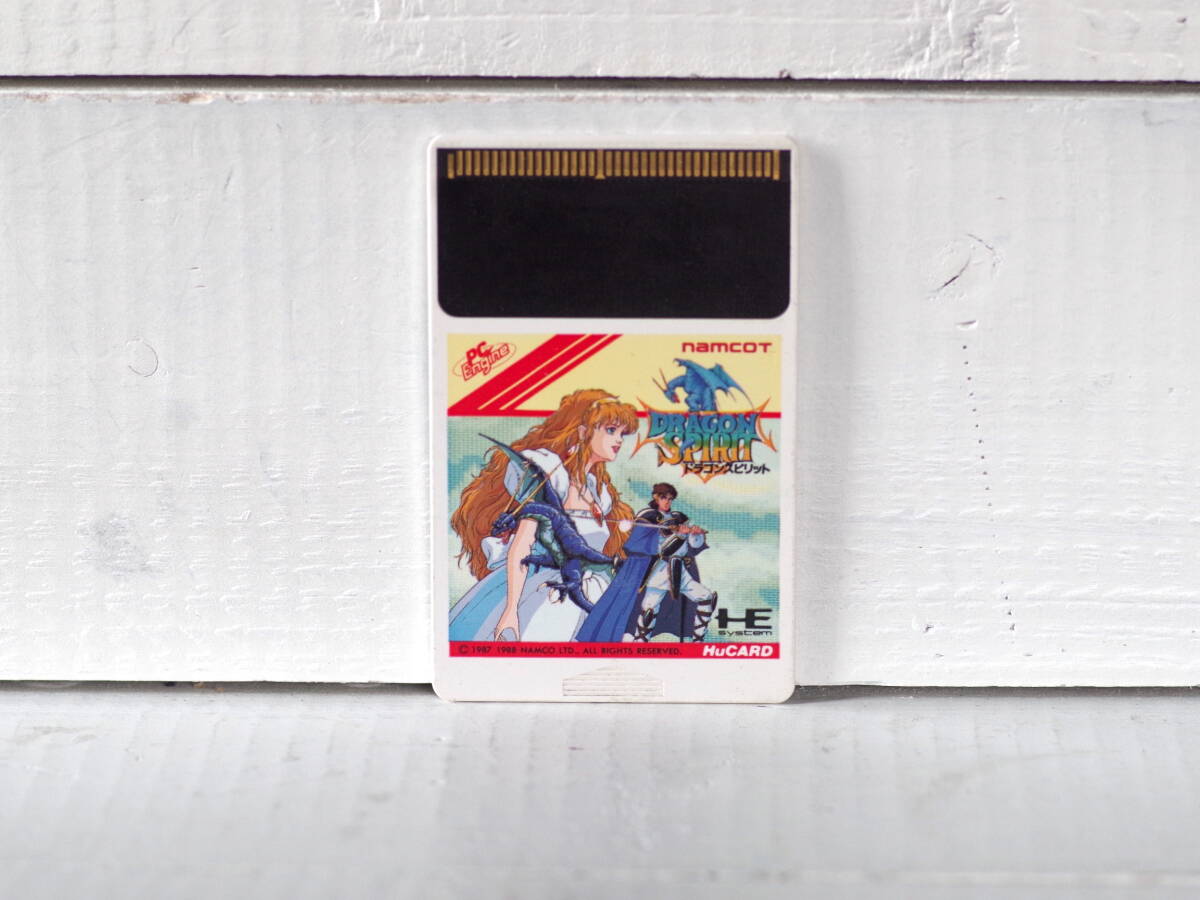 PC Engine
namcoT
DRAGON
SPIRIT
ドラゴンスピリット
HE
system
© 1987 1988 NAMCO LTD., ALL RIGHTS RESERVED.
HuCARD